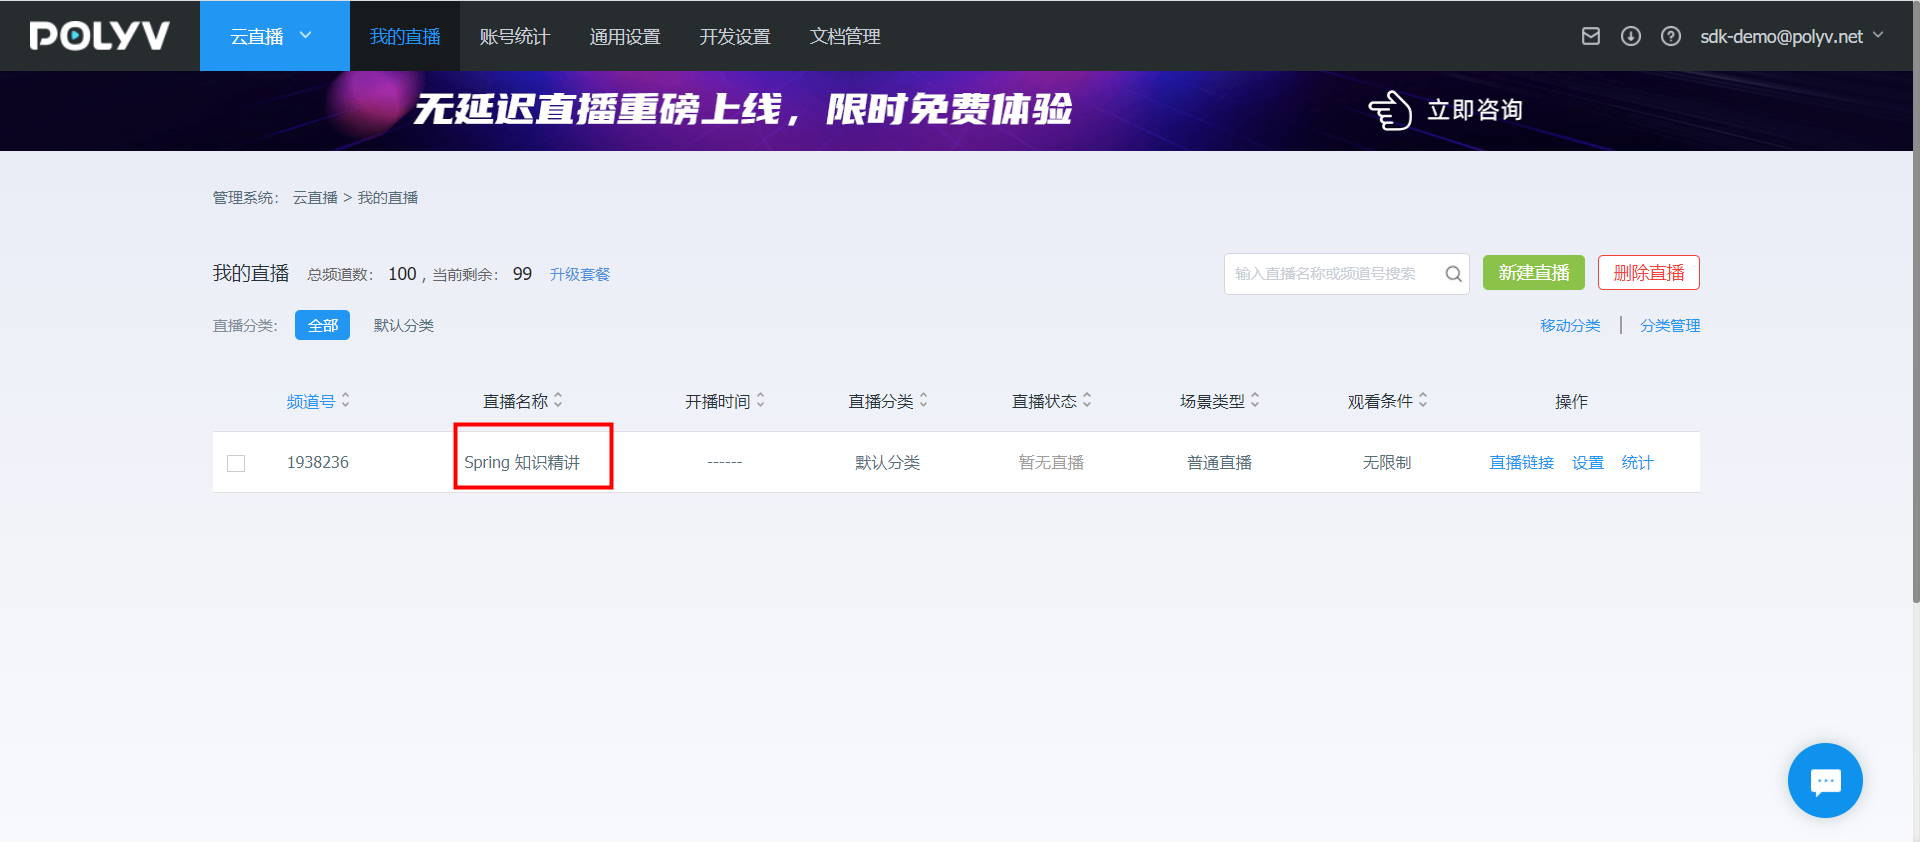 POLYV 云直播 我的直播 账号统计 通用设置 开发设置 文档管理 sdk-demo@polyv.net
无延迟直播重磅上线，限时免费体验 立即咨询
管理系统： 云直播 > 我的直播
我的直播 总频道数： 100 , 当前剩余： 99 升级套餐 输入直播名称或频道号搜索 新建直播 删除直播
直播分类： 全部 默认分类 移动分类 | 分类管理
频道号 直播名称 开播时间 直播分类 直播状态 场景类型 观看条件 操作
1938236 Spring 知识精讲 ------ 默认分类 暂无直播 普通直播 无限制 直播链接 设置 统计